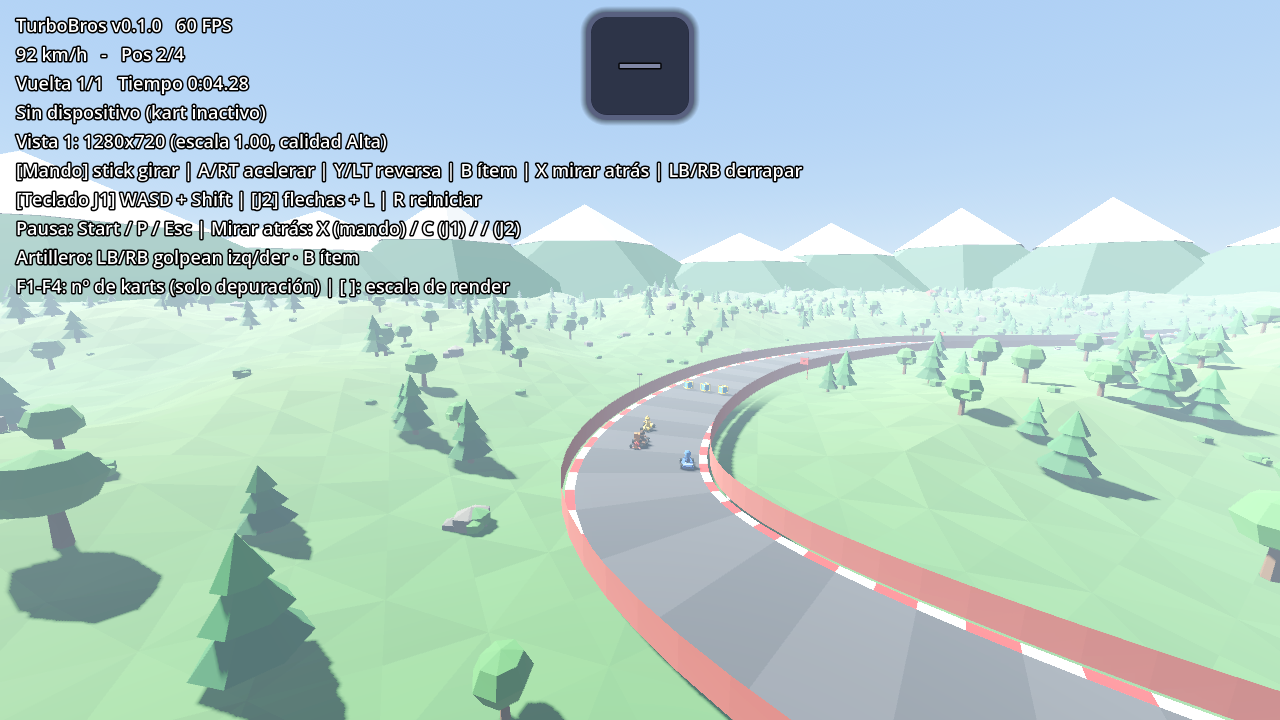 TurboBros v0.1.0   60 FPS
92 km/h   -   Pos 2/4
Vuelta 1/1   Tiempo 0:04.28
Sin dispositivo (kart inactivo)
Vista 1: 1280x720 (escala 1.00, calidad Alta)
[Mando] stick girar | A/RT acelerar | Y/LT reversa | B ítem | X mirar atrás | LB/RB derrapar
[Teclado J1] WASD + Shift | [J2] flechas + L | R reiniciar
Pausa: Start / P / Esc | Mirar atrás: X (mando) / C (J1) / / (J2)
Artillero: LB/RB golpean izq/der · B ítem
F1-F4: nº de karts (solo depuración) | [ ]: escala de render